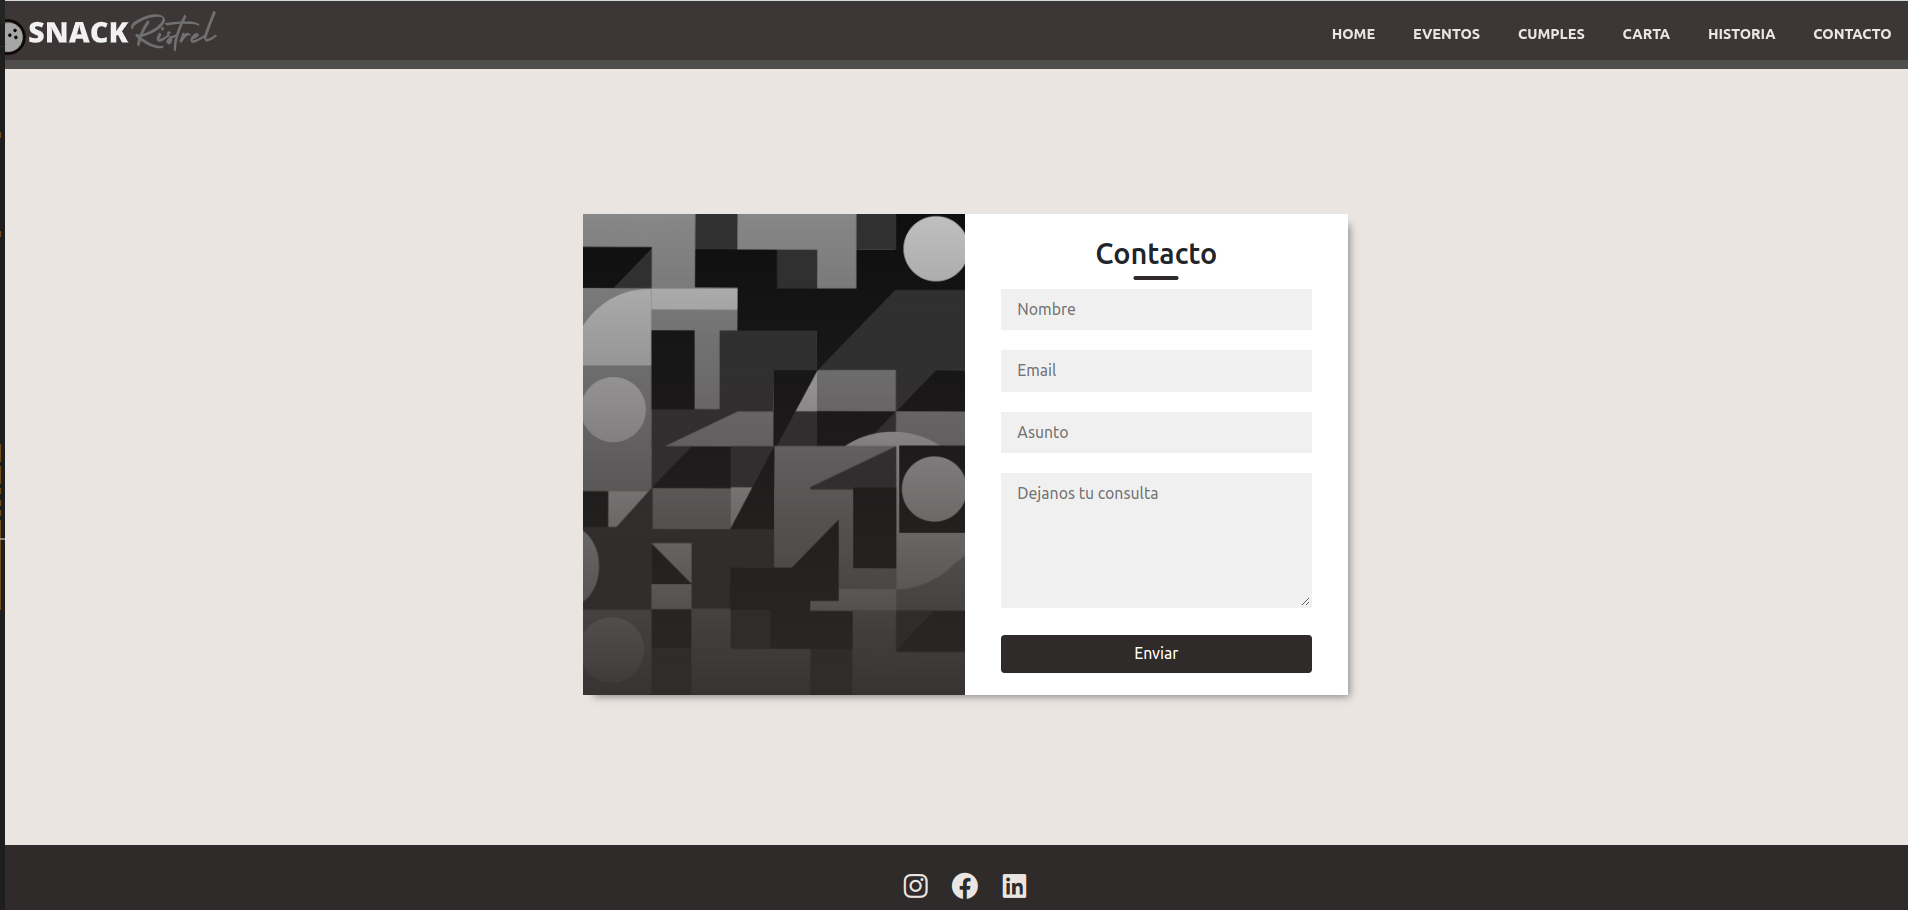 SNACK Ristrel
HOME EVENTOS CUMPLES CARTA HISTORIA CONTACTO
Contacto
Nombre
Email
Asunto
Dejanos tu consulta
Enviar